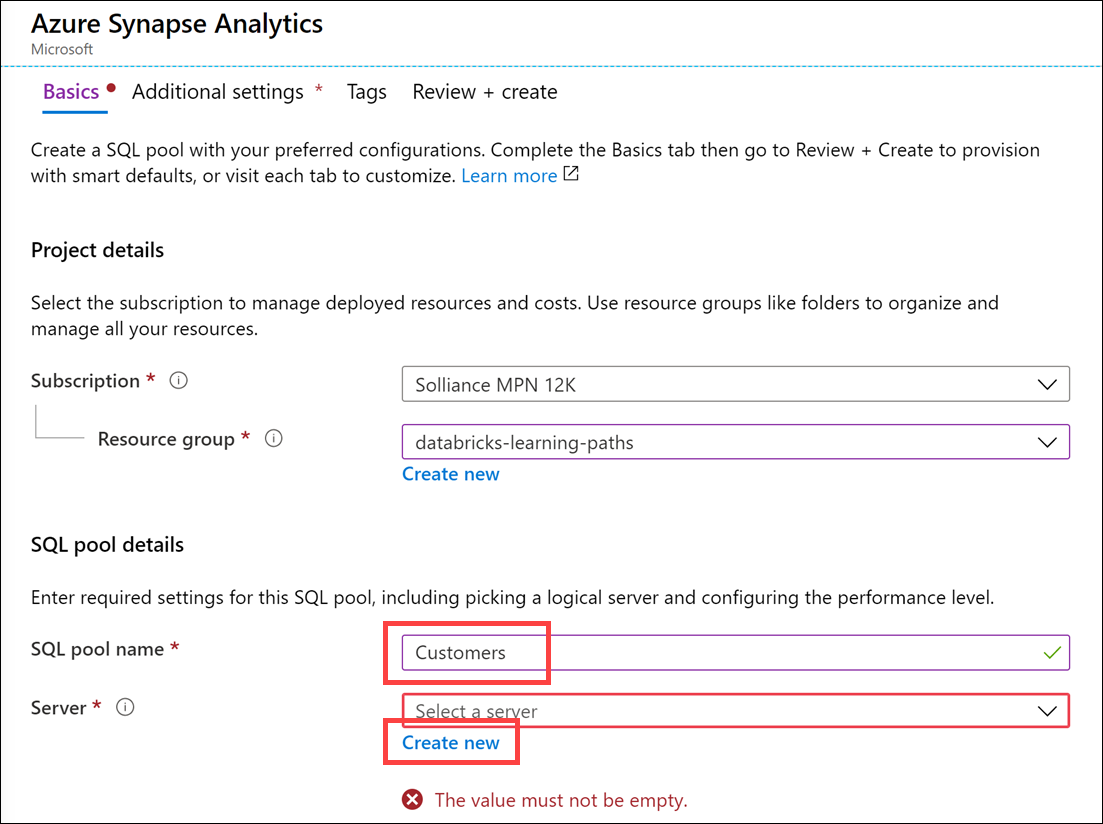 Azure Synapse Analytics
Microsoft
Basics Additional settings * Tags Review + create
Create a SQL pool with your preferred configurations. Complete the Basics tab then go to Review + Create to provision
with smart defaults, or visit each tab to customize. Learn more
Project details
Select the subscription to manage deployed resources and costs. Use resource groups like folders to organize and
manage all your resources.
Subscription * Solliance MPN 12K
Resource group * databricks-learning-paths
Create new
SQL pool details
Enter required settings for this SQL pool, including picking a logical server and configuring the performance level.
SQL pool name * Customers
Server * Select a server
Create new
The value must not be empty.